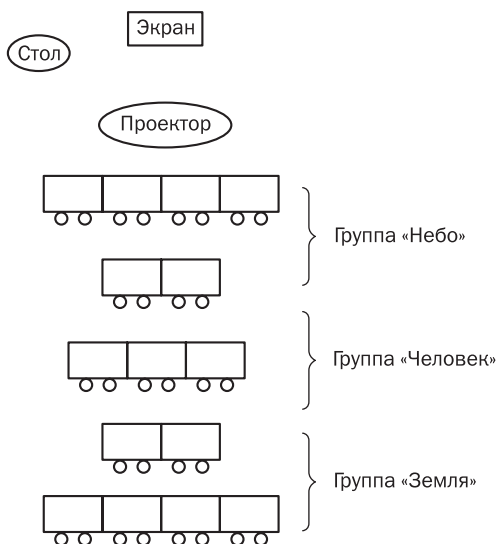 Экран
Стол
Проектор
Группа «Небо»
Группа «Человек»
Группа «Земля»